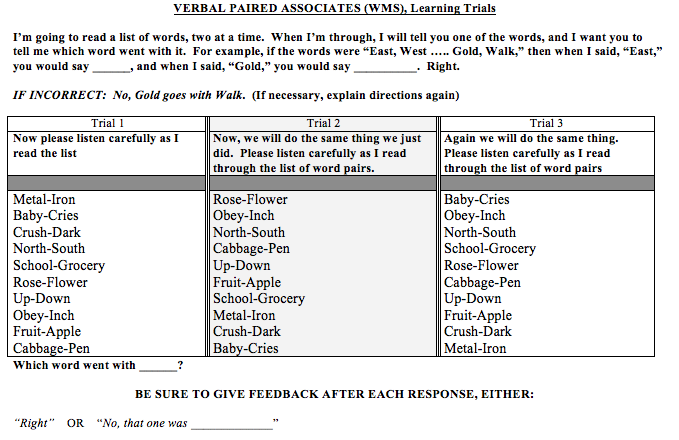 VERBAL PAIRED ASSOCIATES (WMS), Learning Trials
I'm going to read a list of words, two at a time. When I'm through, I will tell you one of the words, and I want you to
tell me which word went with it. For example, if the words were “East, West ….. Gold, Walk,” then when I said, “East,”
you would say ______, and when I said, “Gold,” you would say __________. Right.
IF INCORRECT: No, Gold goes with Walk. (If necessary, explain directions again)
Trial 1
Now please listen carefully as I
read the list
Metal-Iron
Baby-Cries
Crush-Dark
North-South
School-Grocery
Rose-Flower
Up-Down
Obey-Inch
Fruit-Apple
Cabbage-Pen
Trial 2
Now, we will do the same thing we just
did. Please listen carefully as I read
through the list of word pairs.
Rose-Flower
Obey-Inch
North-South
Cabbage-Pen
Up-Down
Fruit-Apple
School-Grocery
Metal-Iron
Crush-Dark
Baby-Cries
Trial 3
Again we will do the same thing.
Please listen carefully as I read
through the list of word pairs
Baby-Cries
Obey-Inch
North-South
School-Grocery
Rose-Flower
Cabbage-Pen
Up-Down
Fruit-Apple
Crush-Dark
Metal-Iron
Which word went with ______?
BE SURE TO GIVE FEEDBACK AFTER EACH RESPONSE, EITHER:
“Right” OR “No, that one was _____________”